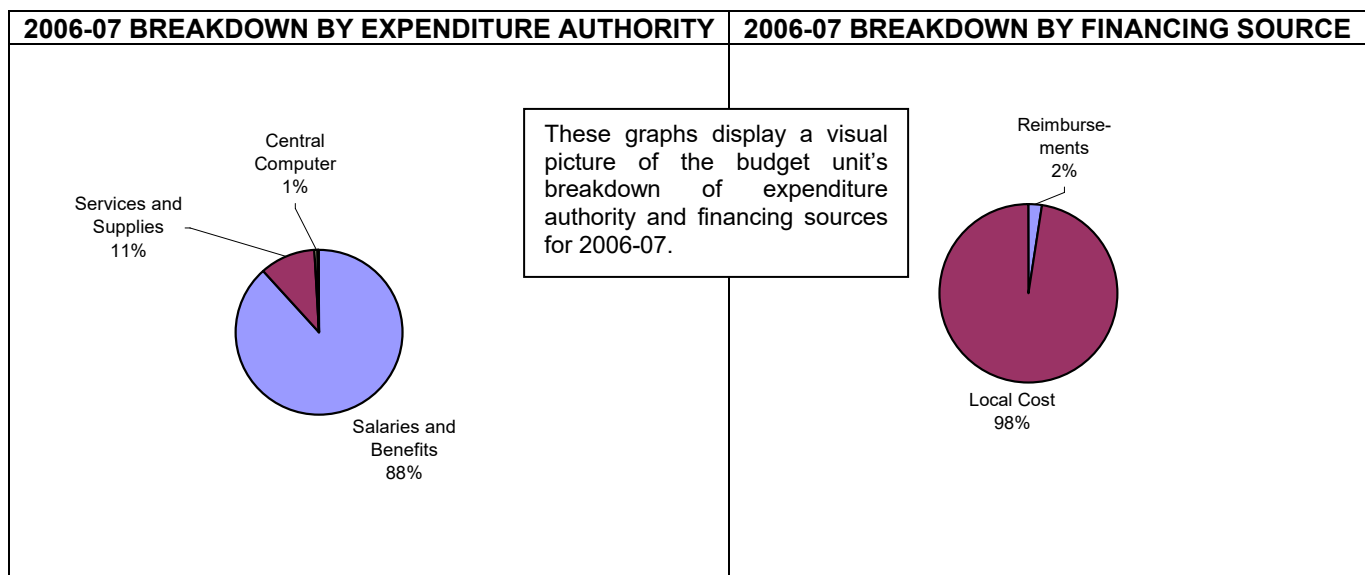 2006-07 BREAKDOWN BY EXPENDITURE AUTHORITY
2006-07 BREAKDOWN BY FINANCING SOURCE
Central
Computer
1%
Services and
Supplies
11%
Salaries and
Benefits
88%
These graphs display a visual
picture of the budget unit's
breakdown of expenditure
authority and financing sources
for 2006-07.
Reimburse-
ments
2%
Local Cost
98%